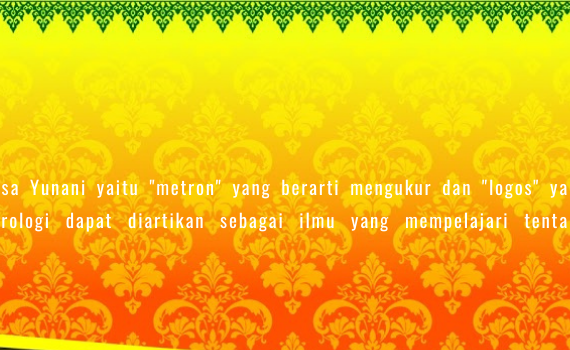 sa Yunani yaitu "metron" yang berarti mengukur dan "logos" ya
rologi dapat diartikan sebagai ilmu yang mempelajari tenta